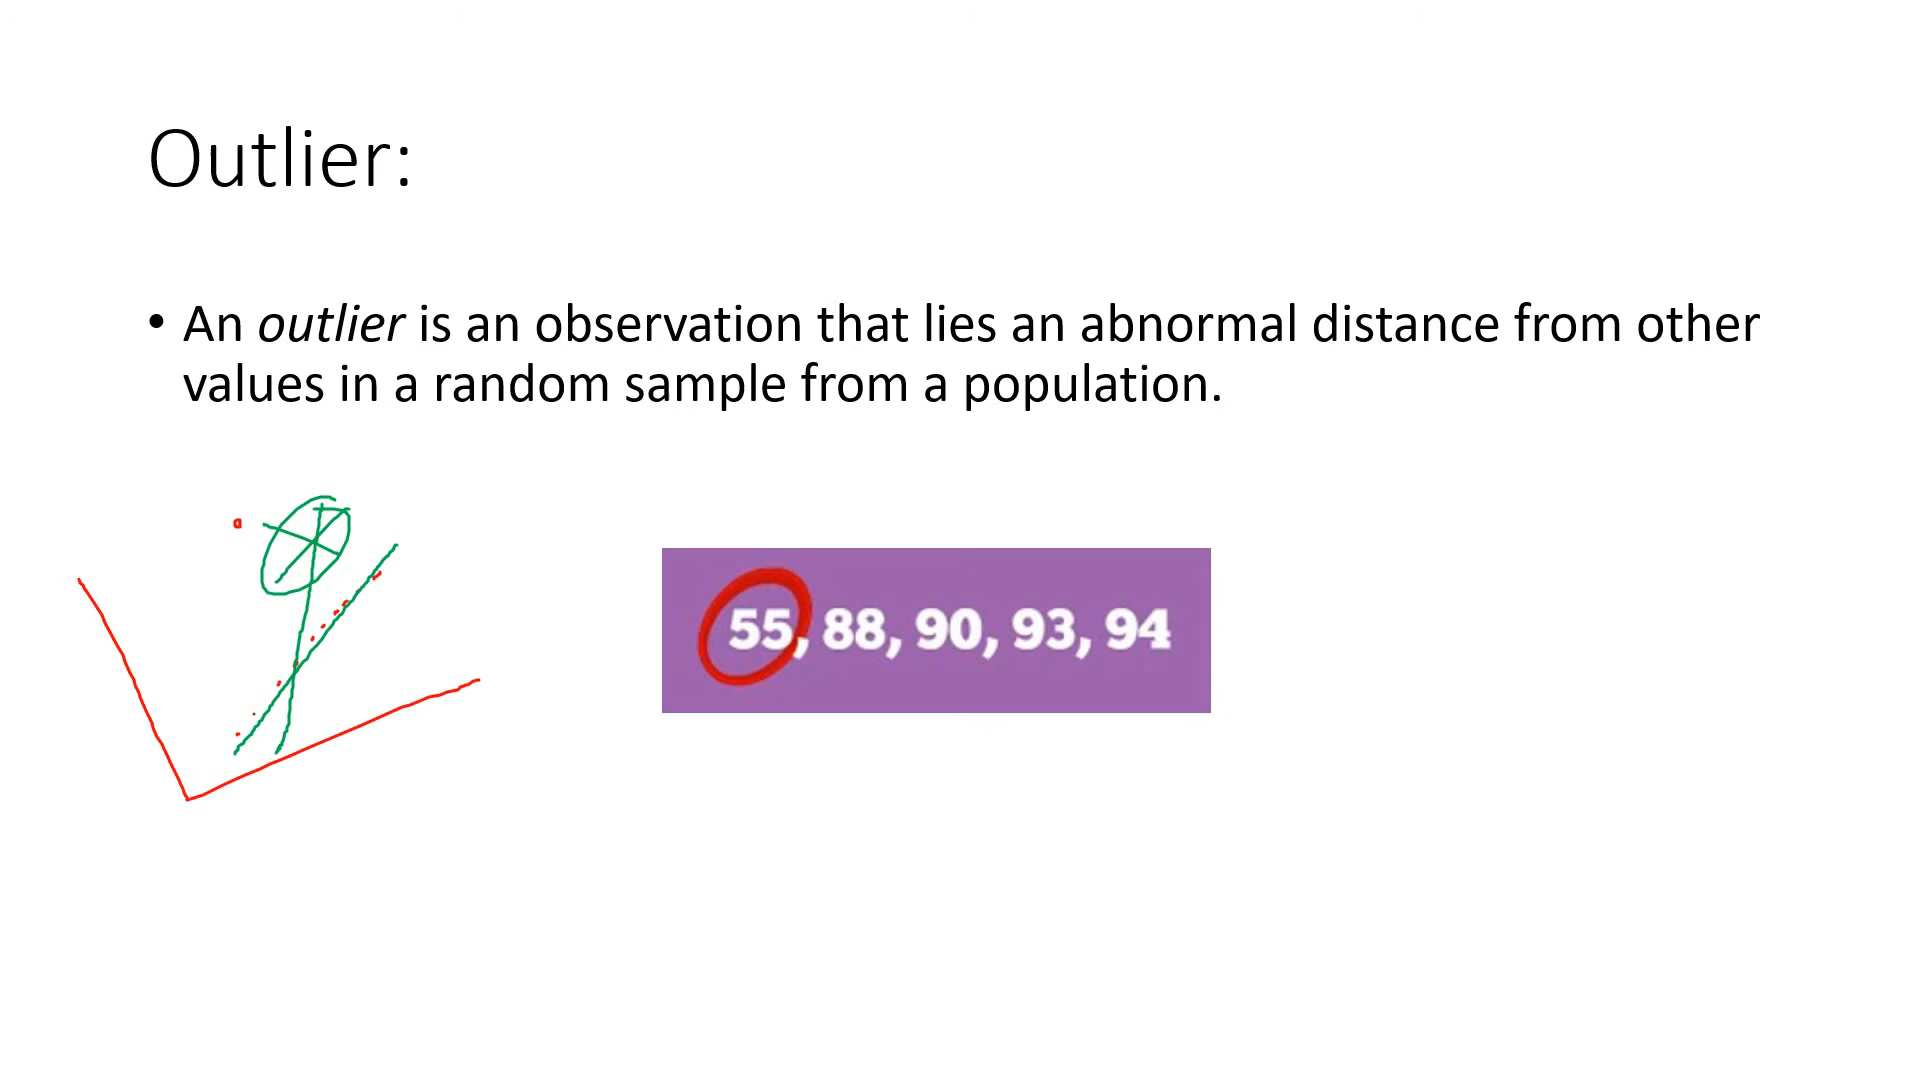 Outlier:
• An outlier is an observation that lies an abnormal distance from other
values in a random sample from a population.
55, 88, 90, 93, 94